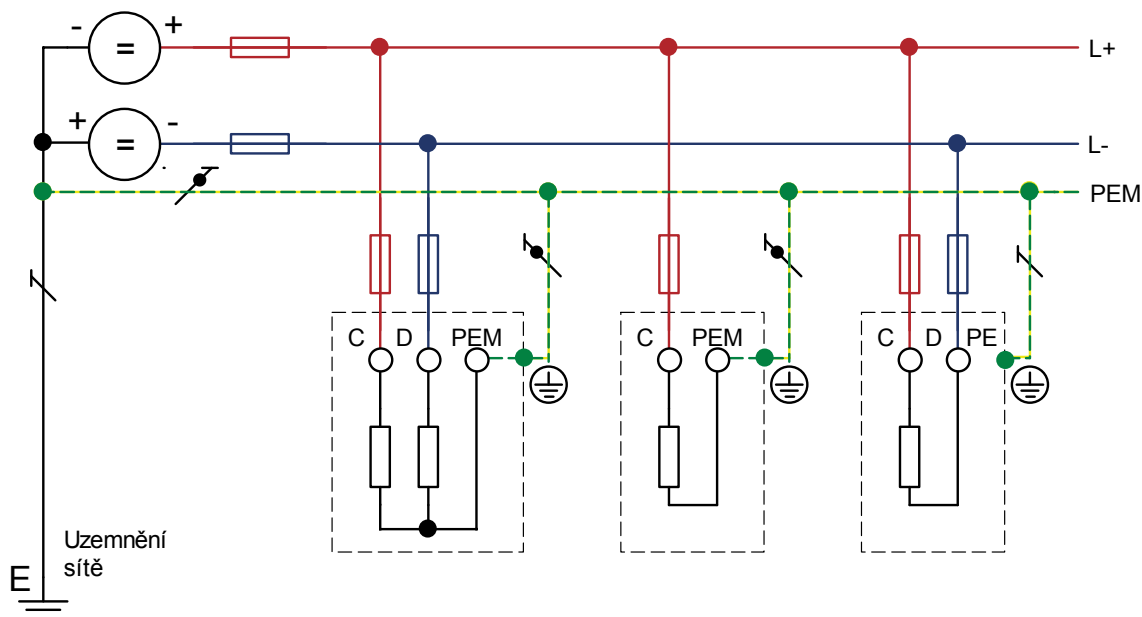 - +
=
L+
+ -
=
L-
PEM
C D PEM
C PEM
C D PE
Uzemnění
sítě
E